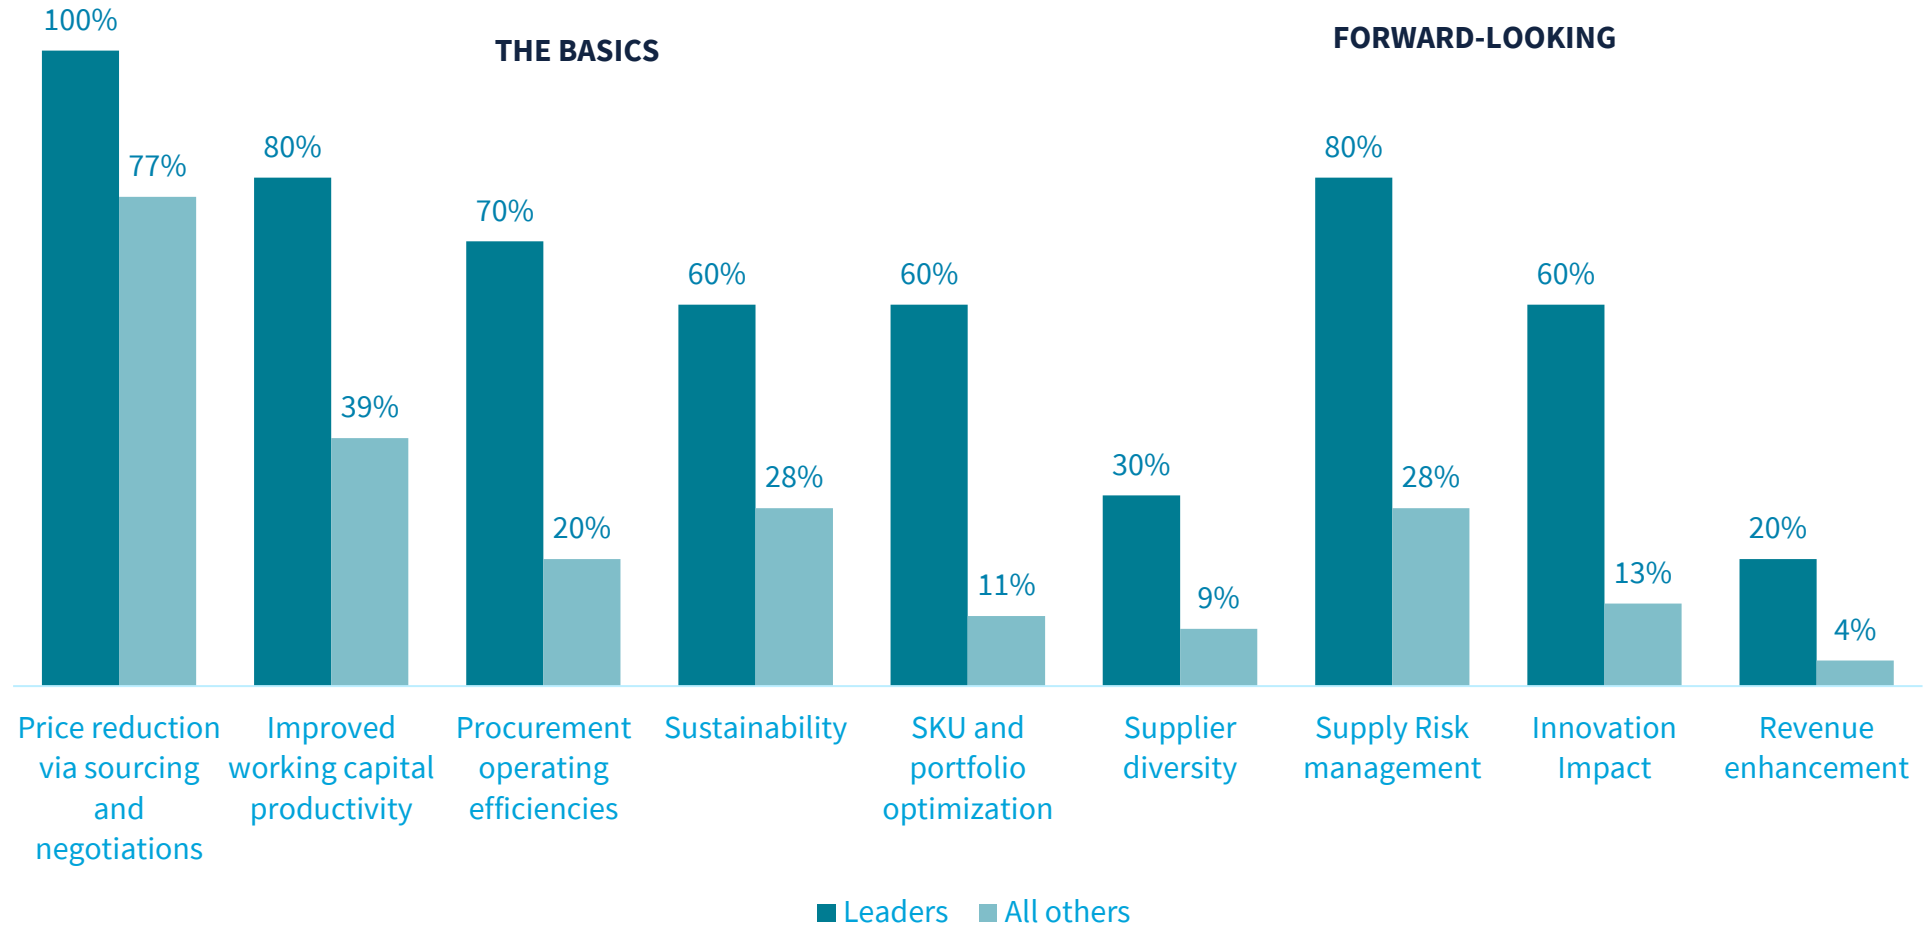 THE BASICS
FORWARD-LOOKING
100%
77%
80%
39%
70%
20%
60%
28%
60%
11%
30%
9%
80%
28%
60%
13%
20%
4%
Price reduction
via sourcing
and
negotiations
Improved
working capital
productivity
Procurement
operating
efficiencies
Sustainability
SKU and
portfolio
optimization
Supplier
diversity
Supply Risk
management
Innovation
Impact
Revenue
enhancement
Leaders
All others